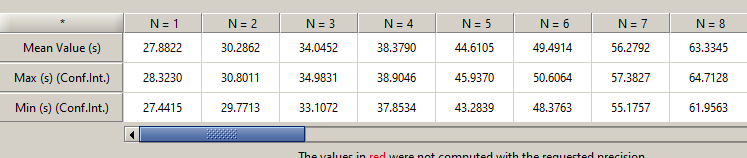 * N = 1 N = 2 N = 3 N = 4 N = 5 N = 6 N = 7 N = 8
Mean Value (s) 27.8822 30.2862 34.0452 38.3790 44.6105 49.4914 56.2792 63.3345
Max (s) (Conf.Int.) 28.3230 30.8011 34.9831 38.9046 45.9370 50.6064 57.3827 64.7128
Min (s) (Conf.Int.) 27.4415 29.7713 33.1072 37.8534 43.2839 48.3763 55.1757 61.9563
The values in red were not computed with the requested precision